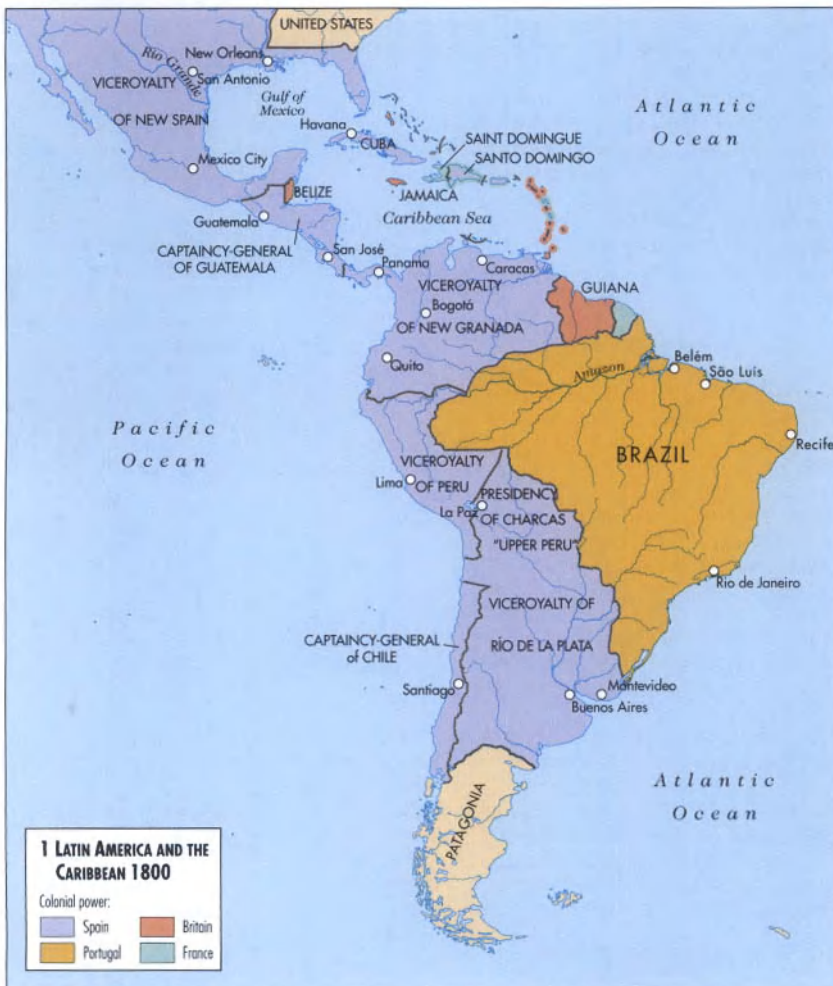 UNITED STATES
New Orleans
Rio Grande
San Antonio
VICEROYALTY
OF NEW SPAIN
Gulf of
Mexico
Atlantic
Ocean
Havana
CUBA
SAINT DOMINGUE
SANTO DOMINGO
Mexico City
BELIZE
JAMAICA
Caribbean Sea
Guatemala
CAPTAINCY-GENERAL
OF GUATEMALA
San José
Panama
Caracas
VICEROYALTY
Bogotá
OF NEW GRANADA
GUIANA
Quito
Amazon
Belém
São Luís
Pacific
Ocean
BRAZIL
Recife
VICEROYALTY
OF PERU
Lima
La Paz
PRESIDENCY
OF CHARCAS
"UPPER PERU"
Rio de Janeiro
VICEROYALTY OF
RÍO DE LA PLATA
CAPTAINCY-GENERAL
of CHILE
Santiago
Montevideo
Buenos Aires
Atlantic
Ocean
PATAGONIA
1 LATIN AMERICA AND THE
CARIBBEAN 1800
Colonial power:
Spain
Britain
Portugal
France